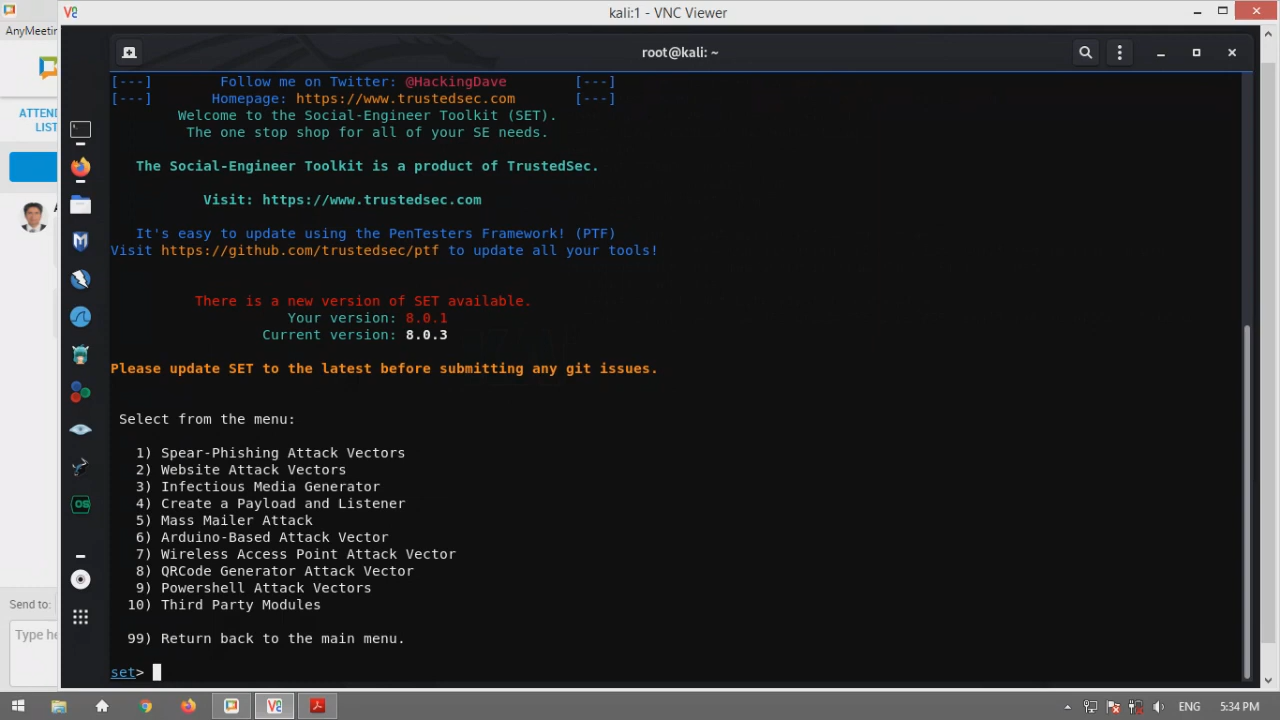 kali:1 - VNC Viewer
AnyMeetin
root@kali: ~
[---] Follow me on Twitter: @HackingDave [---]
[---] Homepage: https://www.trustedsec.com [---]
Welcome to the Social-Engineer Toolkit (SET).
The one stop shop for all of your SE needs.
ATTEND
LIST
The Social-Engineer Toolkit is a product of TrustedSec.
Visit: https://www.trustedsec.com
It's easy to update using the PenTesters Framework! (PTF)
Visit https://github.com/trustedsec/ptf to update all your tools!
There is a new version of SET available.
Your version: 8.0.1
Current version: 8.0.3
Please update SET to the latest before submitting any git issues.
Select from the menu:
1) Spear-Phishing Attack Vectors
2) Website Attack Vectors
3) Infectious Media Generator
4) Create a Payload and Listener
5) Mass Mailer Attack
6) Arduino-Based Attack Vector
7) Wireless Access Point Attack Vector
8) QRCode Generator Attack Vector
9) Powershell Attack Vectors
10) Third Party Modules
99) Return back to the main menu.
Send to:
Type he
set>
ENG
5:34 PM